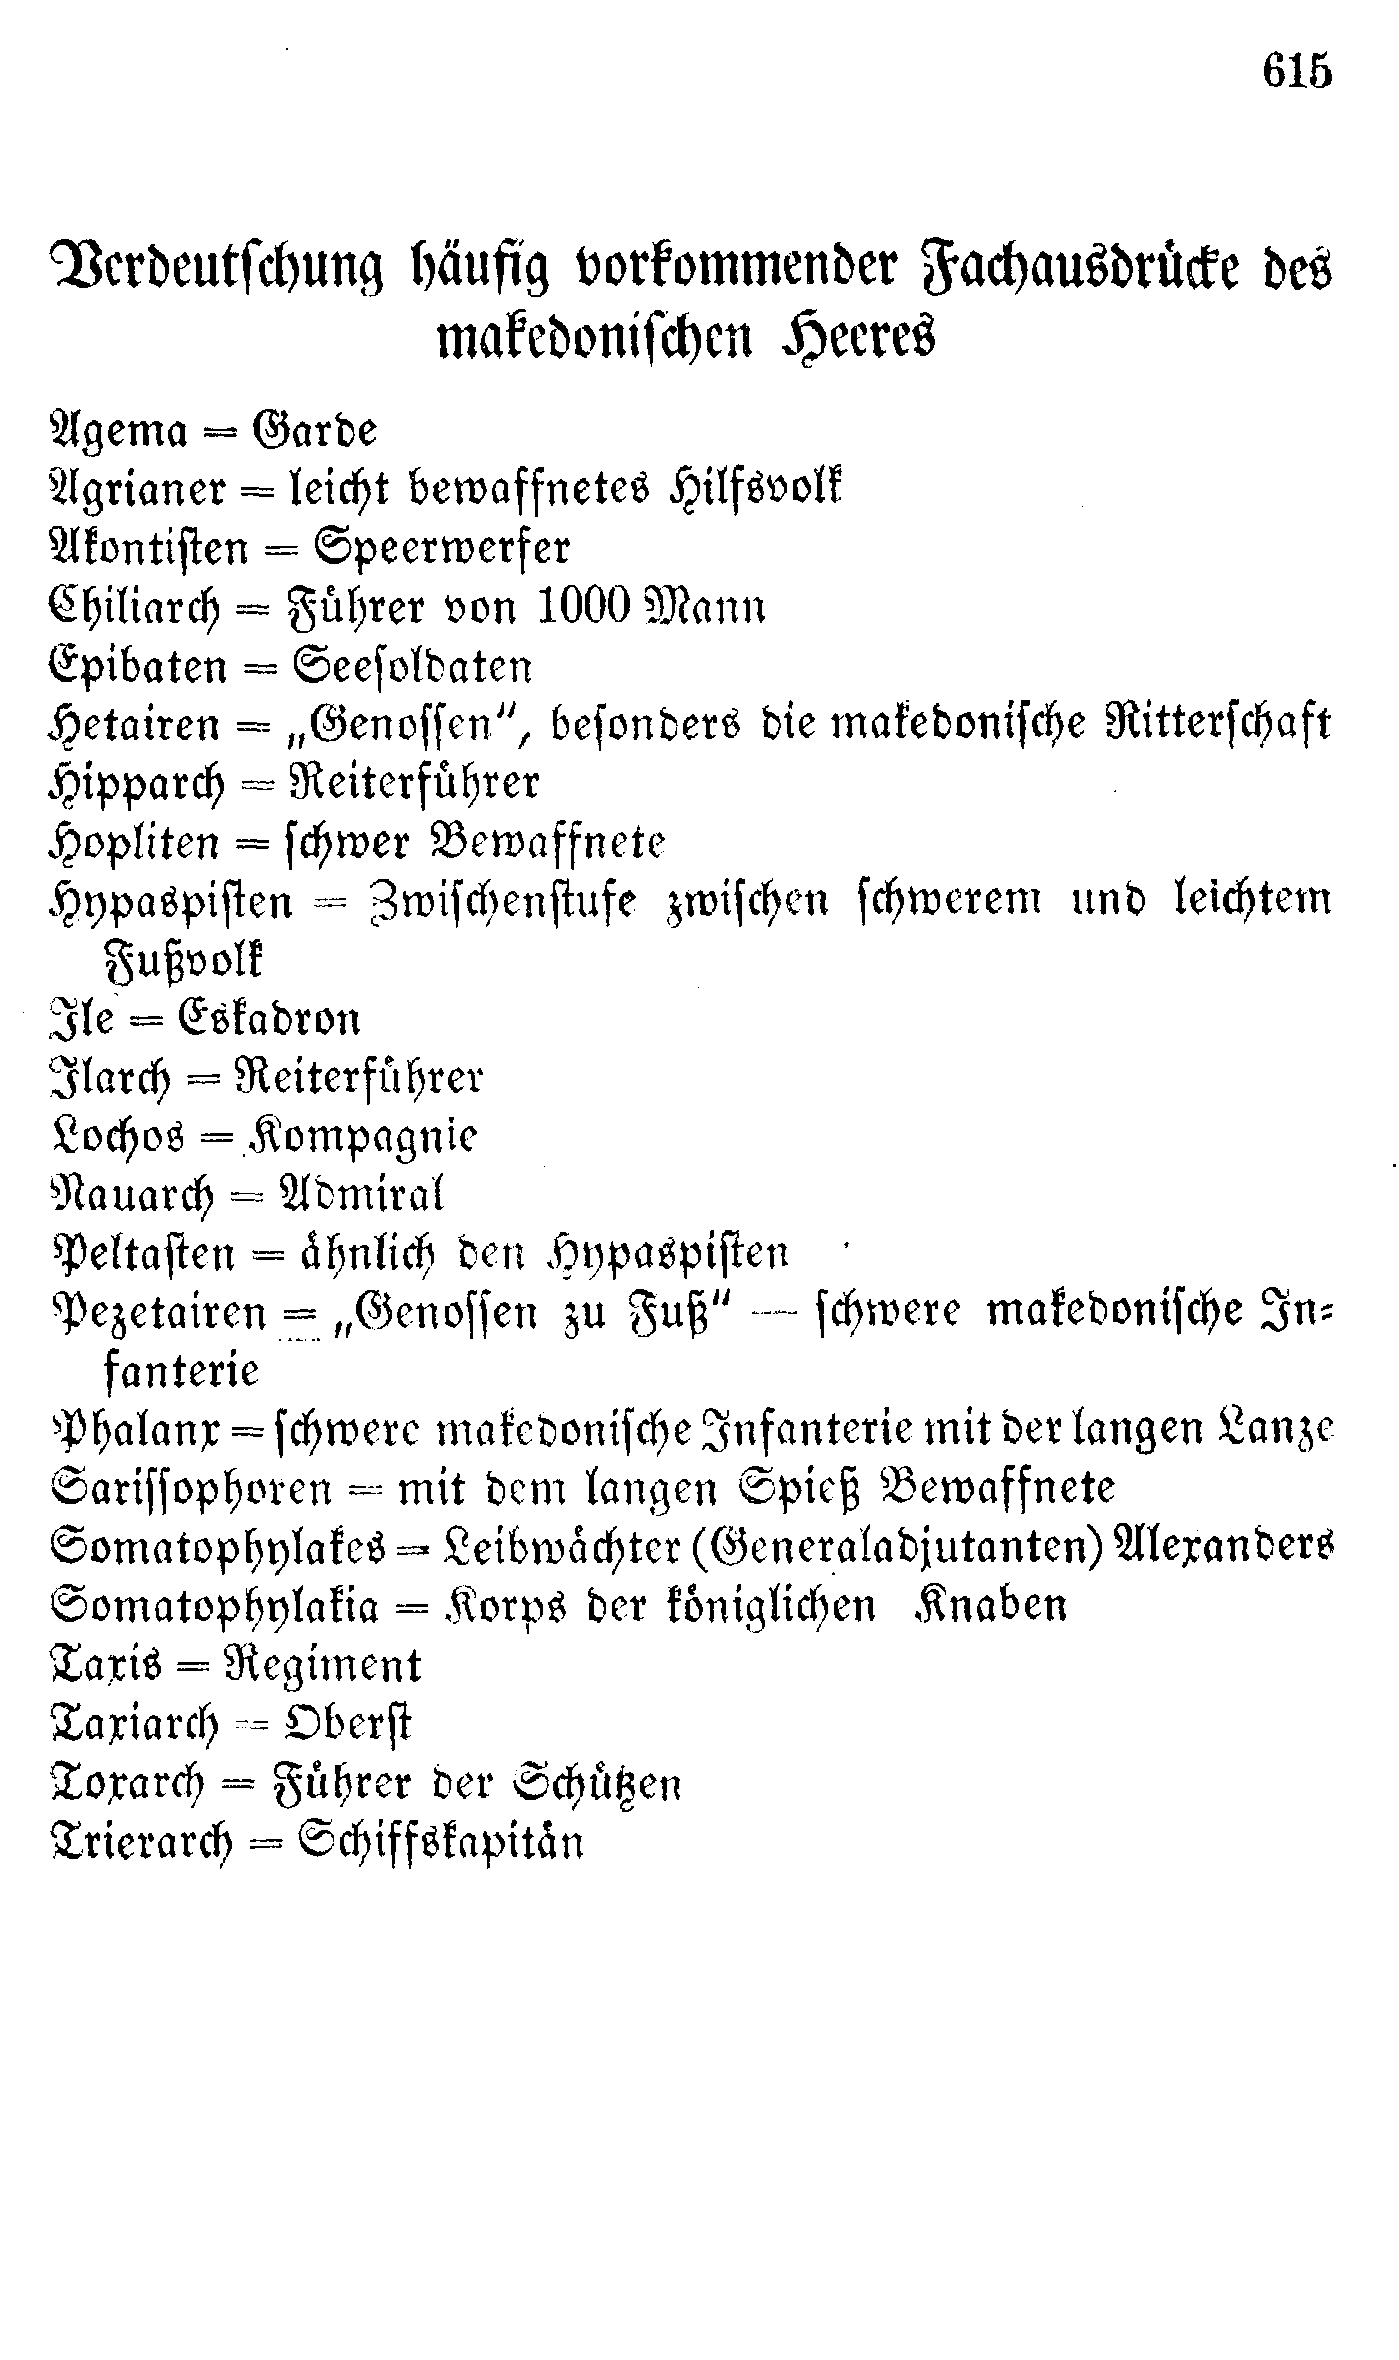 615
Verdeutschung häufig vorkommender Fachausdrücke des
makedonischen Heeres
Agema = Garde
Agrianer = leicht bewaffnetes Hilfsvolk
Akontisten = Speerwerfer
Chiliarch = Führer von 1000 Mann
Epibaten = Seesoldaten
Hetairen = „Genossen“, besonders die makedonische Ritterschaft
Hipparch = Reiterführer
Hopliten = schwer Bewaffnete
Hypaspisten = Zwischenstufe zwischen schwerem und leichtem
Fußvolk
Ile = Eskadron
Ilarch = Reiterführer
Lochos = Kompagnie
Nauarch = Admiral
Peltasten = ähnlich den Hypaspisten
Pezetairen = „Genossen zu Fuß“ — schwere makedonische In-
fanterie
Phalanx = schwere makedonische Infanterie mit der langen Lanze
Sarissophoren = mit dem langen Spieß Bewaffnete
Somatophylakes = Leibwächter (Generaladjutanten) Alexanders
Somatophylakia = Korps der königlichen Knaben
Taxis = Regiment
Taxiarch = Oberst
Toxarch = Führer der Schützen
Trierarch = Schiffskapitän